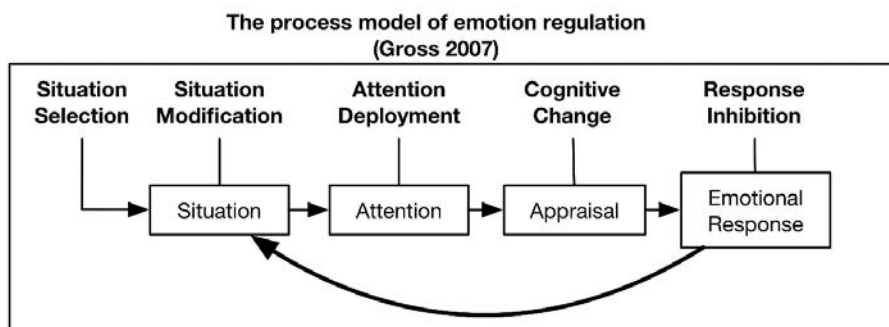 The process model of emotion regulation
(Gross 2007)
Situation
Selection
Situation
Modification
Attention
Deployment
Cognitive
Change
Response
Inhibition
Situation
Attention
Appraisal
Emotional
Response